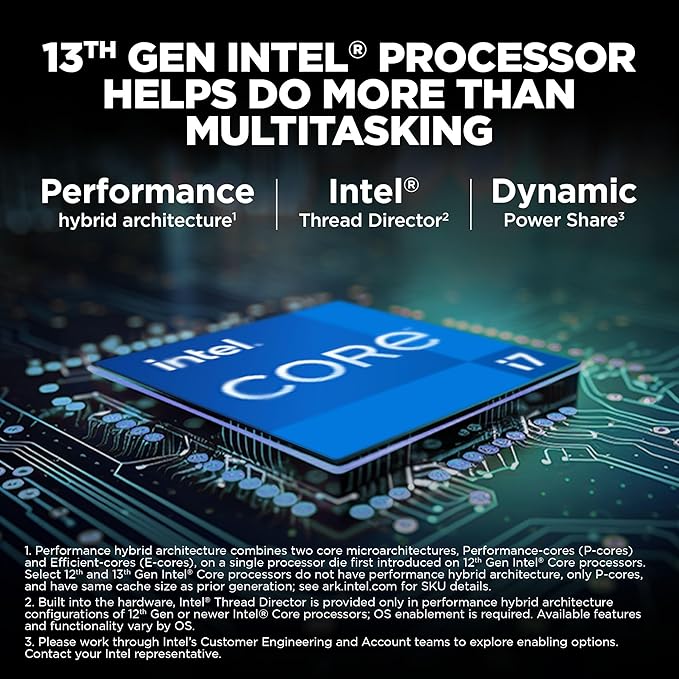 13TH GEN INTEL® PROCESSOR
HELPS DO MORE THAN
MULTITASKING
Performance
hybrid architecture¹
Intel®
Thread Director²
Dynamic
Power Share³
intel.
CORE
i7
1. Performance hybrid architecture combines two core microarchitectures, Performance-cores (P-cores)
and Efficient-cores (E-cores), on a single processor die first introduced on 12th Gen Intel® Core processors.
Select 12th and 13th Gen Intel® Core processors do not have performance hybrid architecture, only P-cores,
and have same cache size as prior generation; see ark.intel.com for SKU details.
2. Built into the hardware, Intel® Thread Director is provided only in performance hybrid architecture
configurations of 12th Gen or newer Intel® Core processors; OS enablement is required. Available features
and functionality vary by OS.
3. Please work through Intel's Customer Engineering and Account teams to explore enabling options.
Contact your Intel representative.